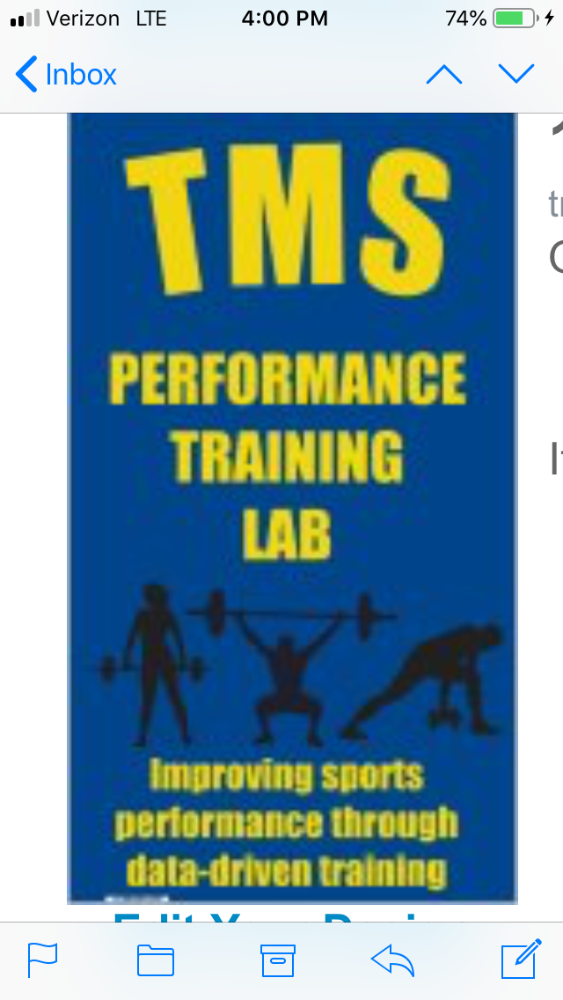 Verizon LTE 4:00 PM 74%
Inbox
TMS
PERFORMANCE
TRAINING
LAB
Improving sports
performance through
data-driven training